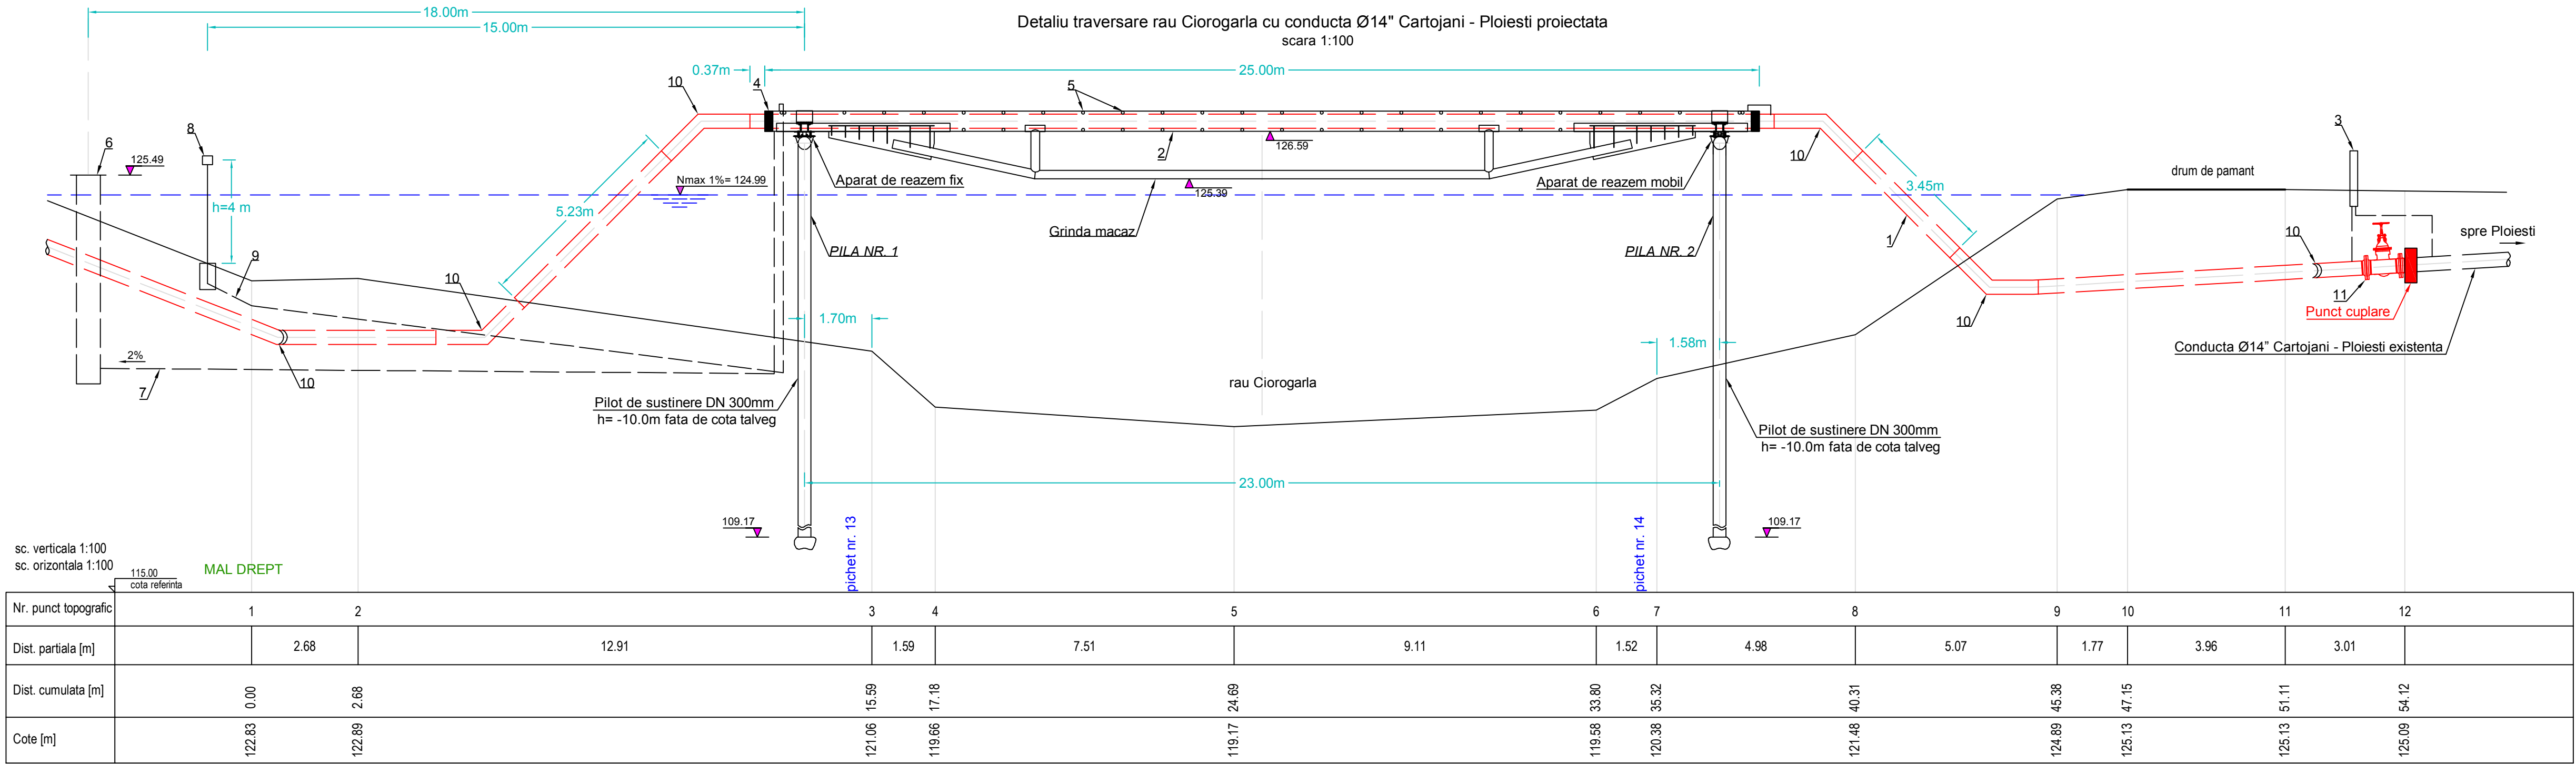 18.00m
15.00m
Detaliu traversare rau Ciorogarla cu conducta Ø14" Cartojani - Ploiesti proiectata
scara 1:100
0.37m
25.00m
10
4
5
8
6
3
125.49
2
126.59
10
Nmax 1%= 124.99
Aparat de reazem fix
125.39
Aparat de reazem mobil
3.45m
drum de pamant
h=4 m
5.23m
Grinda macaz
1
10
spre Ploiesti
9
PILA NR. 1
PILA NR. 2
10
11
1.70m
10
Punct cuplare
2%
1.58m
Conducta Ø14” Cartojani - Ploiesti existenta
7
10
rau Ciorogarla
Pilot de sustinere DN 300mm
h= -10.0m fata de cota talveg
Pilot de sustinere DN 300mm
h= -10.0m fata de cota talveg
23.00m
109.17
pichet nr. 13
pichet nr. 14
109.17
sc. verticala 1:100
sc. orizontala 1:100
MAL DREPT
115.00
cota referinta
Nr. punct topografic 1 2 3 4 5 6 7 8 9 10 11 12
Dist. partiala [m] 2.68 12.91 1.59 7.51 9.11 1.52 4.98 5.07 1.77 3.96 3.01
Dist. cumulata [m] 0.00 2.68 15.59 17.18 24.69 33.80 35.32 40.31 45.38 47.15 51.11 54.12
Cote [m] 122.83 122.89 121.06 119.66 119.17 119.58 120.38 121.48 124.89 125.13 125.13 125.09